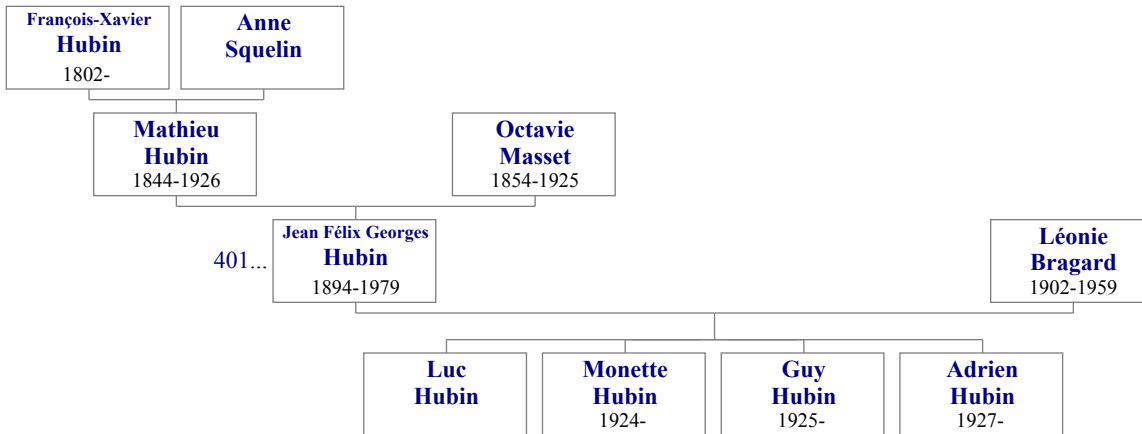 François-Xavier
Hubin
1802-
Anne
Squelin
Mathieu
Hubin
1844-1926
Octavie
Masset
1854-1925
401...
Jean Félix Georges
Hubin
1894-1979
Léonie
Bragard
1902-1959
Luc
Hubin
Monette
Hubin
1924-
Guy
Hubin
1925-
Adrien
Hubin
1927-